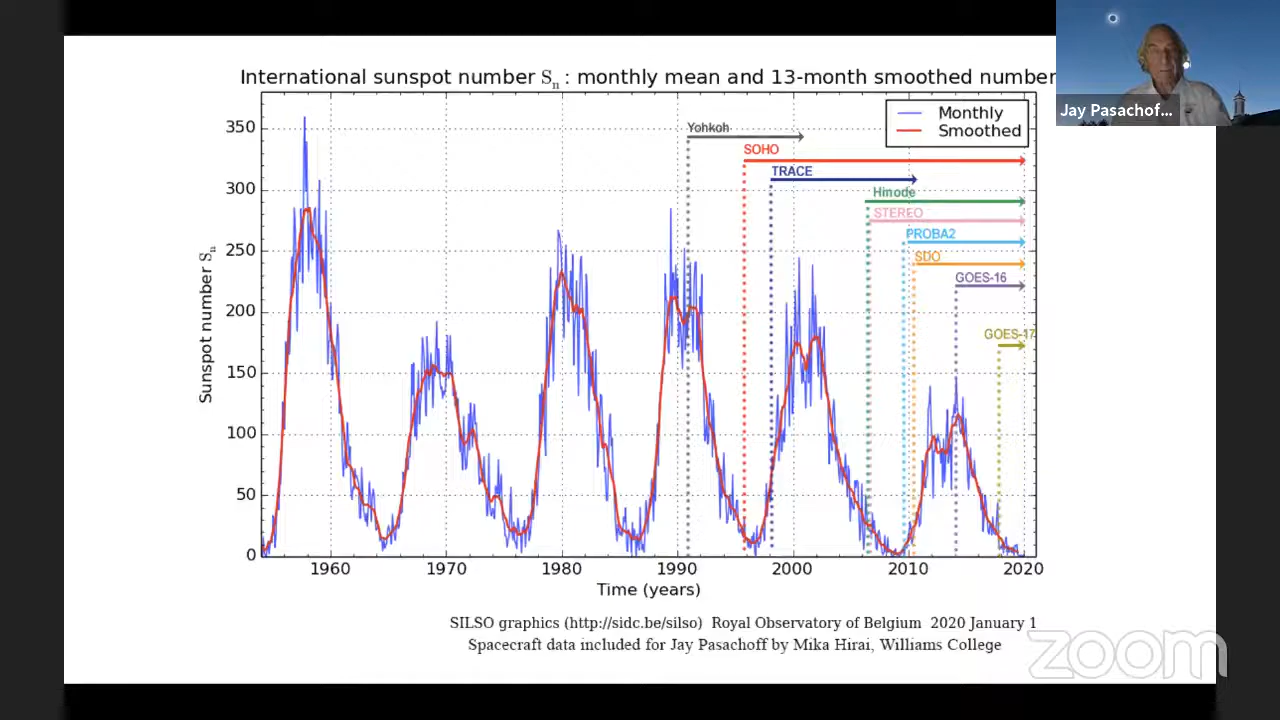 International sunspot number Sn : monthly mean and 13-month smoothed number
Jay Pasachof...
Monthly
Smoothed
Yohkoh
SOHO
TRACE
Hinode
STEREO
PROBA2
SDO
GOES-16
GOES-17
Sunspot number Sn
350
300
250
200
150
100
50
0
1960 1970 1980 1990 2000 2010 2020
Time (years)
SILSO graphics (http://sidc.be/silso) Royal Observatory of Belgium 2020 January 1
Spacecraft data included for Jay Pasachoff by Mika Hirai, Williams College
zoom